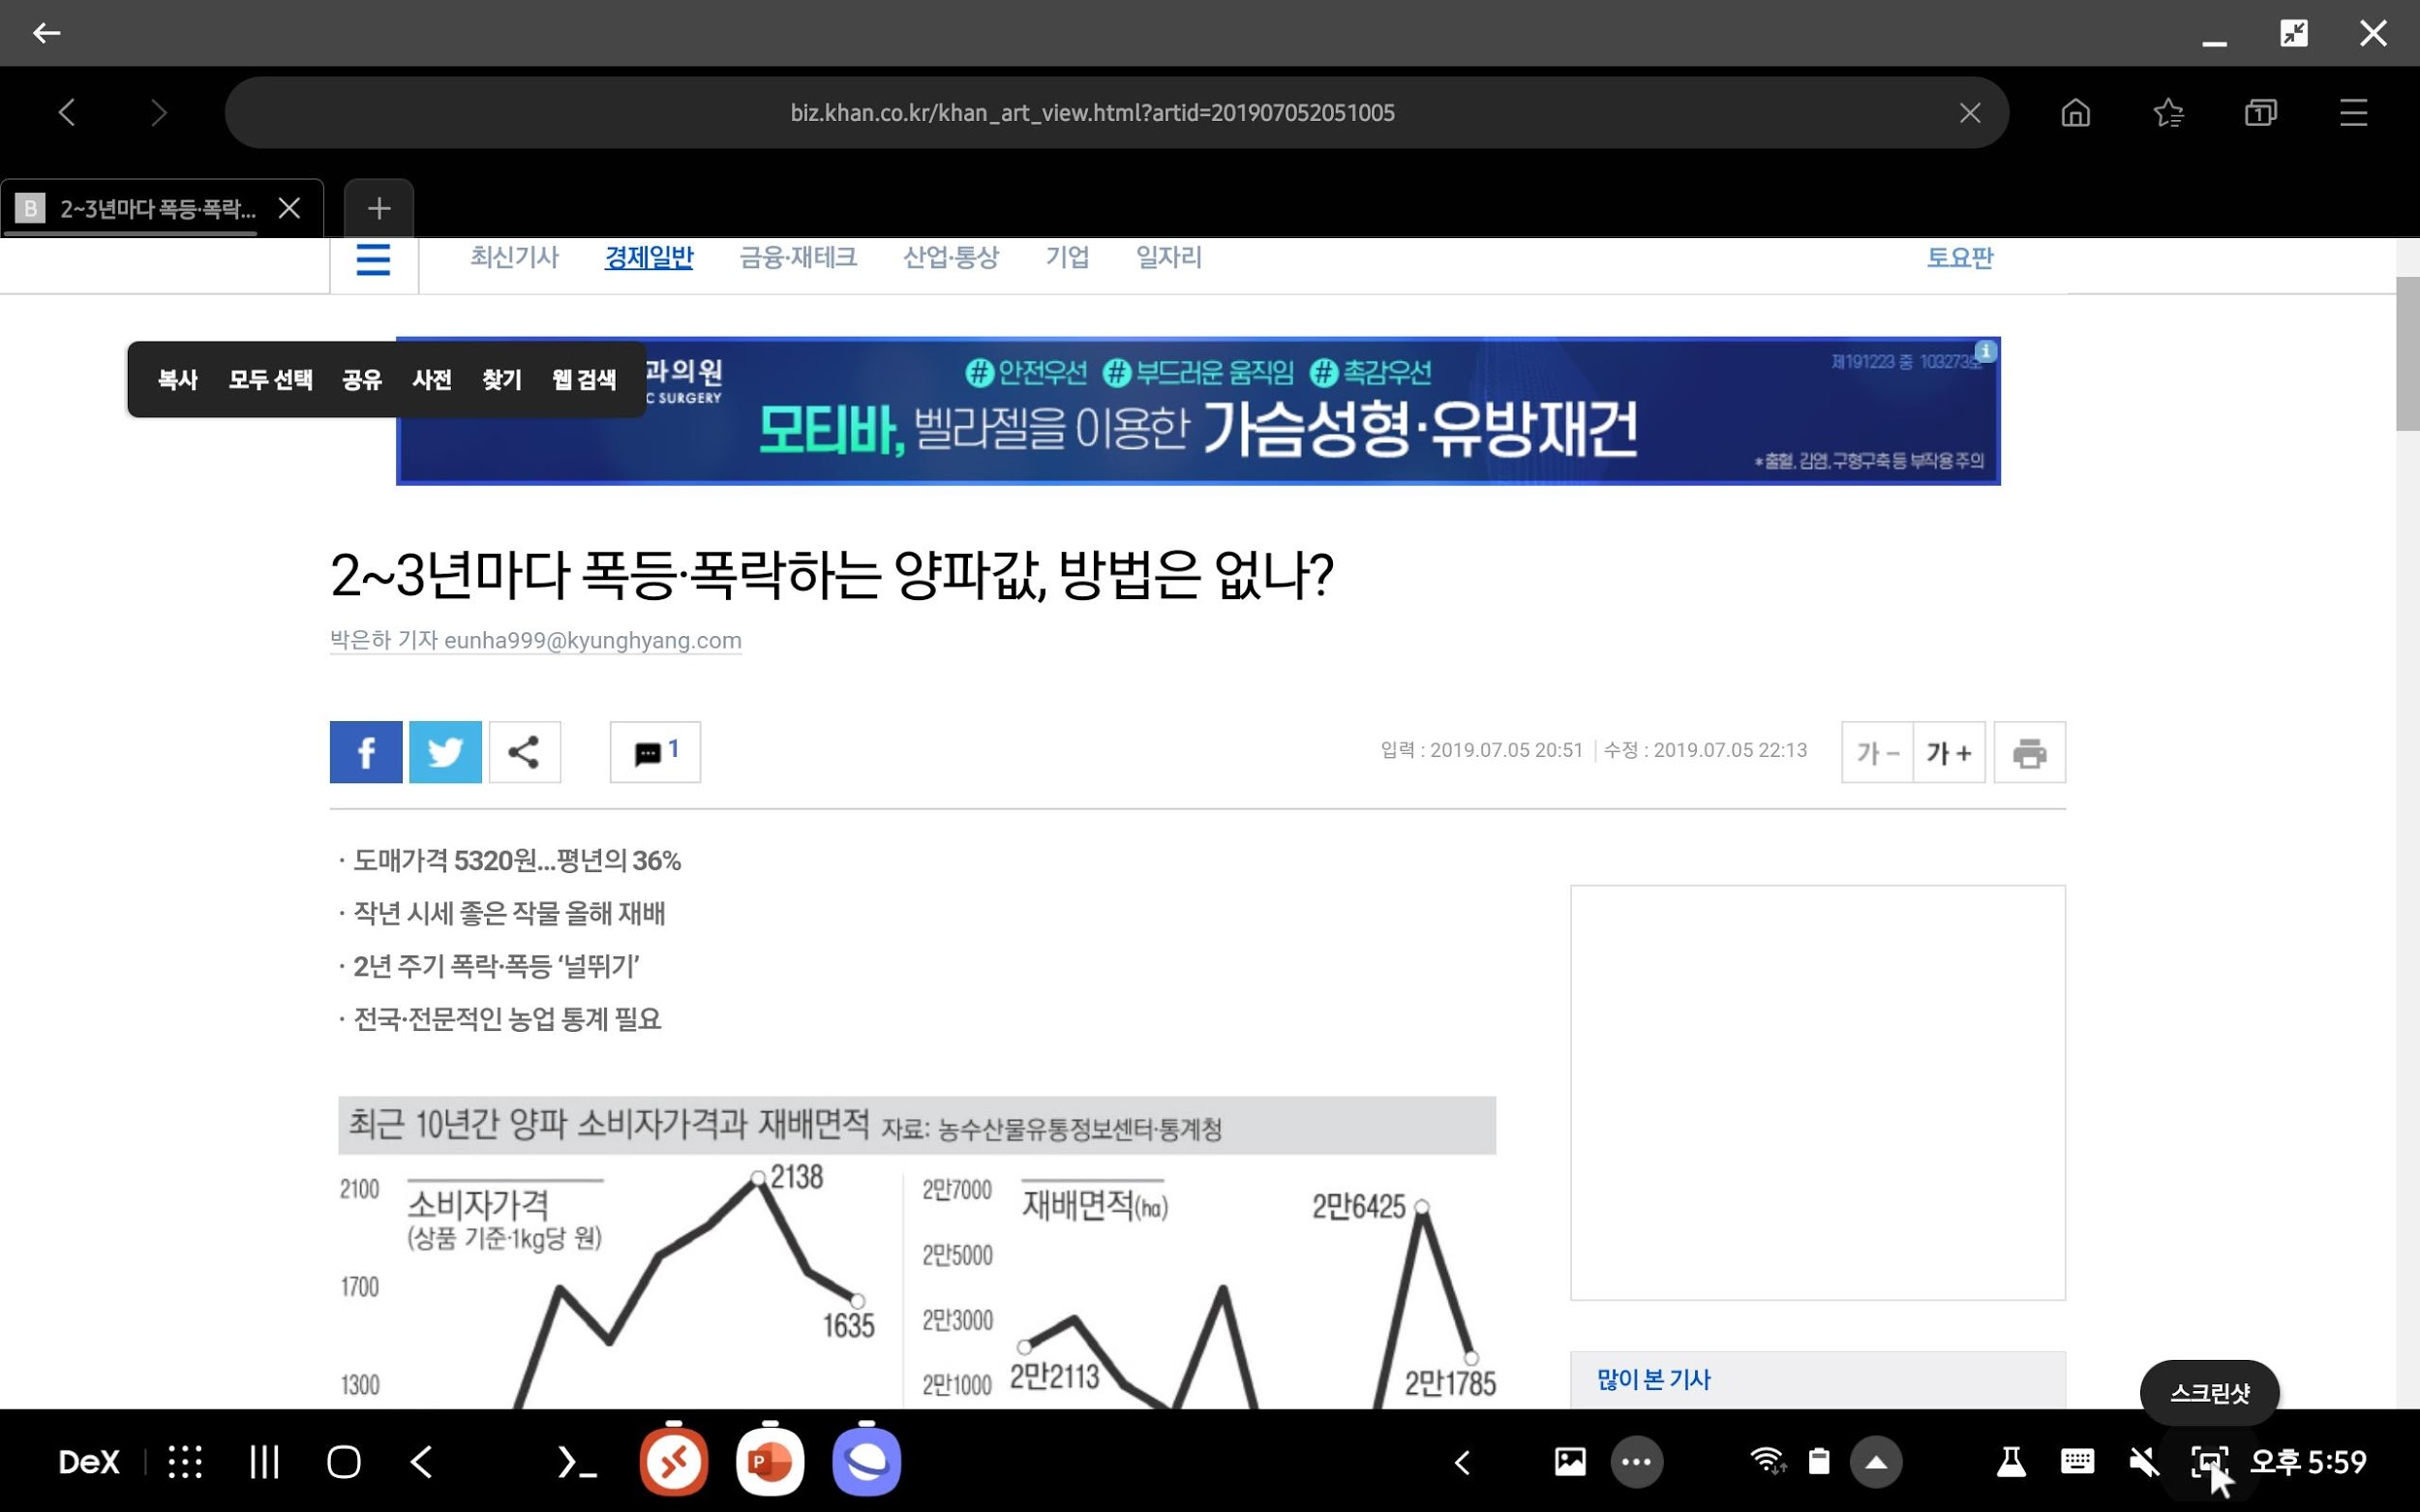 biz.khan.co.kr/khan_art_view.html?artid=201907052051005
1
B 2~3년마다 폭등·폭락...
최신기사 경제일반 금융·재테크 산업·통상 기업 일자리 토요판
복사 모두 선택 공유 사전 찾기 웹 검색
과의원
C SURGERY
# 안전우선 # 부드러운 움직임 # 촉감우선
제191223 중 103273호
모티바, 벨라젤을 이용한 가슴성형·유방재건
*출혈, 감염, 구형구축 등 부작용 주의
2~3년마다 폭등·폭락하는 양파값, 방법은 없나?
박은하 기자 eunha999@kyunghyang.com
f
1
입력 : 2019.07.05 20:51 수정 : 2019.07.05 22:13
가 - 가 +
· 도매가격 5320원...평년의 36%
· 작년 시세 좋은 작물 올해 재배
· 2년 주기 폭락·폭등 ‘널뛰기’
· 전국·전문적인 농업 통계 필요
최근 10년간 양파 소비자가격과 재배면적 자료: 농수산물유통정보센터·통계청
소비자가격
(상품 기준·1kg당 원)
2100
1700
1300
2138
1635
재배면적(ha)
2만7000
2만5000
2만3000
2만1000
2만2113
2만6425
2만1785
많이 본 기사
스크린샷
DeX
P
오후 5:59